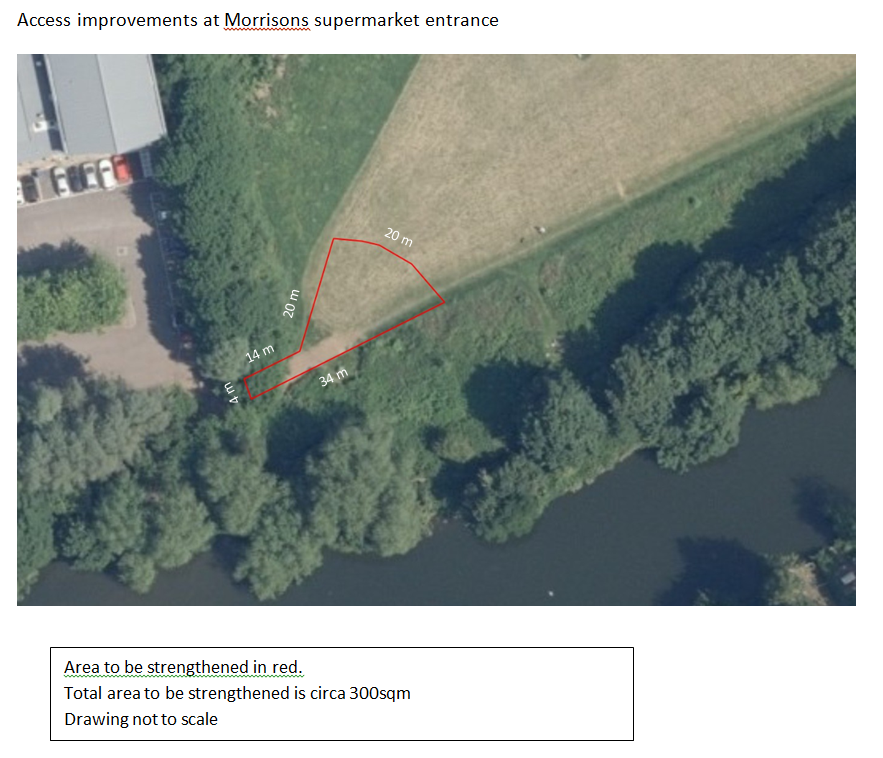 Access improvements at Morrisons supermarket entrance
20 m
20 m
14 m
4 m
34 m
Area to be strengthened in red.
Total area to be strengthened is circa 300sqm
Drawing not to scale